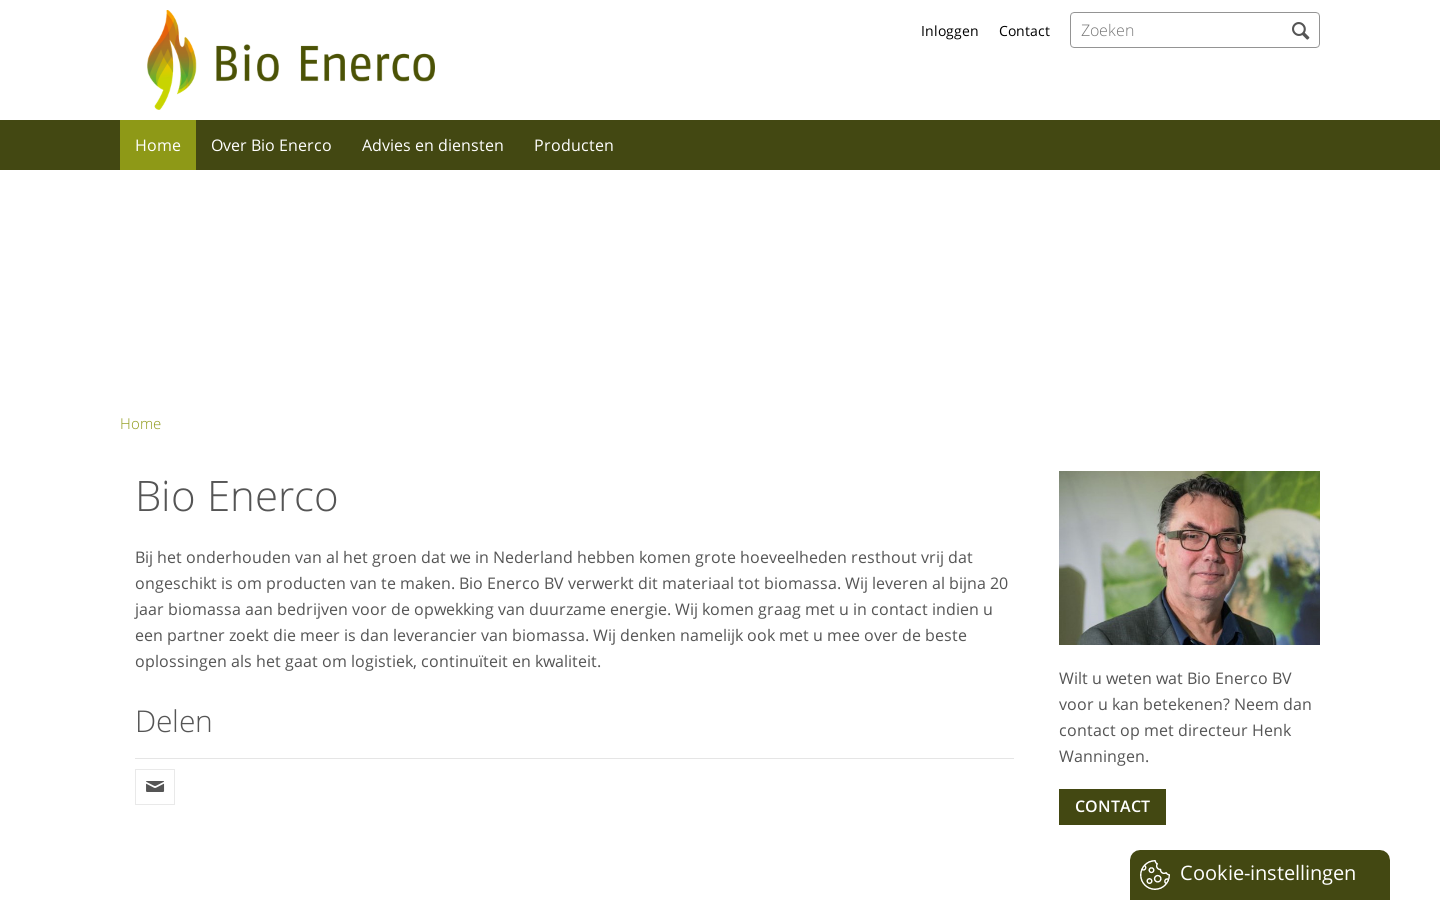 Bio Enerco
Inloggen
Contact
Zoeken
Home
Over Bio Enerco
Advies en diensten
Producten
Home
Bio Enerco
Bij het onderhouden van al het groen dat we in Nederland hebben komen grote hoeveelheden resthout vrij dat
ongeschikt is om producten van te maken. Bio Enerco BV verwerkt dit materiaal tot biomassa. Wij leveren al bijna 20
jaar biomassa aan bedrijven voor de opwekking van duurzame energie. Wij komen graag met u in contact indien u
een partner zoekt die meer is dan leverancier van biomassa. Wij denken namelijk ook met u mee over de beste
oplossingen als het gaat om logistiek, continuïteit en kwaliteit.
Delen
Wilt u weten wat Bio Enerco BV
voor u kan betekenen? Neem dan
contact op met directeur Henk
Wanningen.
CONTACT
Cookie-instellingen